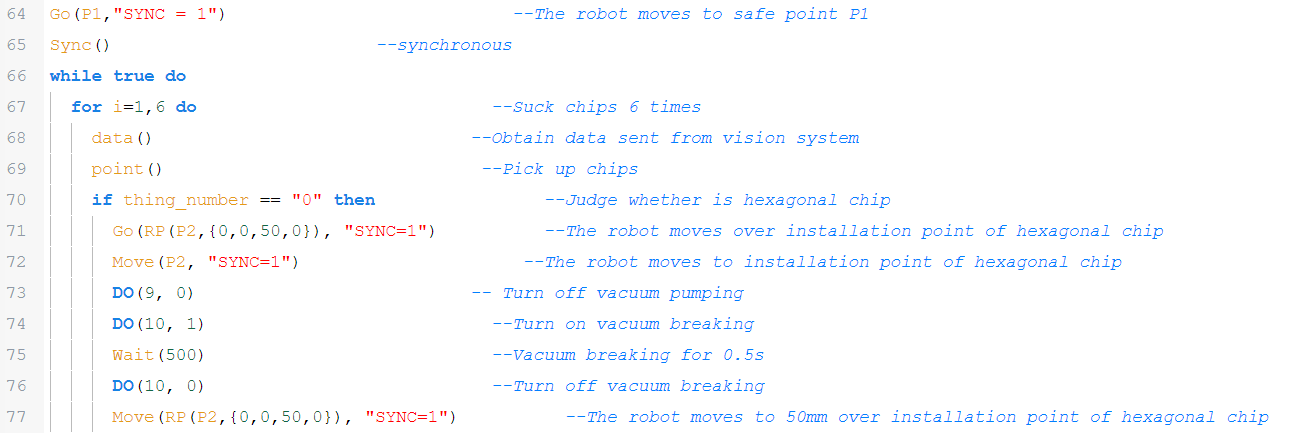 64 Go(P1,"SYNC = 1") --The robot moves to safe point P1
65 Sync() --synchronous
66 while true do
67 for i=1,6 do --Suck chips 6 times
68 data() --Obtain data sent from vision system
69 point() --Pick up chips
70 if thing_number == "0" then --Judge whether is hexagonal chip
71 Go(RP(P2,{0,0,50,0}), "SYNC=1") --The robot moves over installation point of hexagonal chip
72 Move(P2, "SYNC=1") --The robot moves to installation point of hexagonal chip
73 DO(9, 0) -- Turn off vacuum pumping
74 DO(10, 1) --Turn on vacuum breaking
75 Wait(500) --Vacuum breaking for 0.5s
76 DO(10, 0) --Turn off vacuum breaking
77 Move(RP(P2,{0,0,50,0}), "SYNC=1") --The robot moves to 50mm over installation point of hexagonal chip